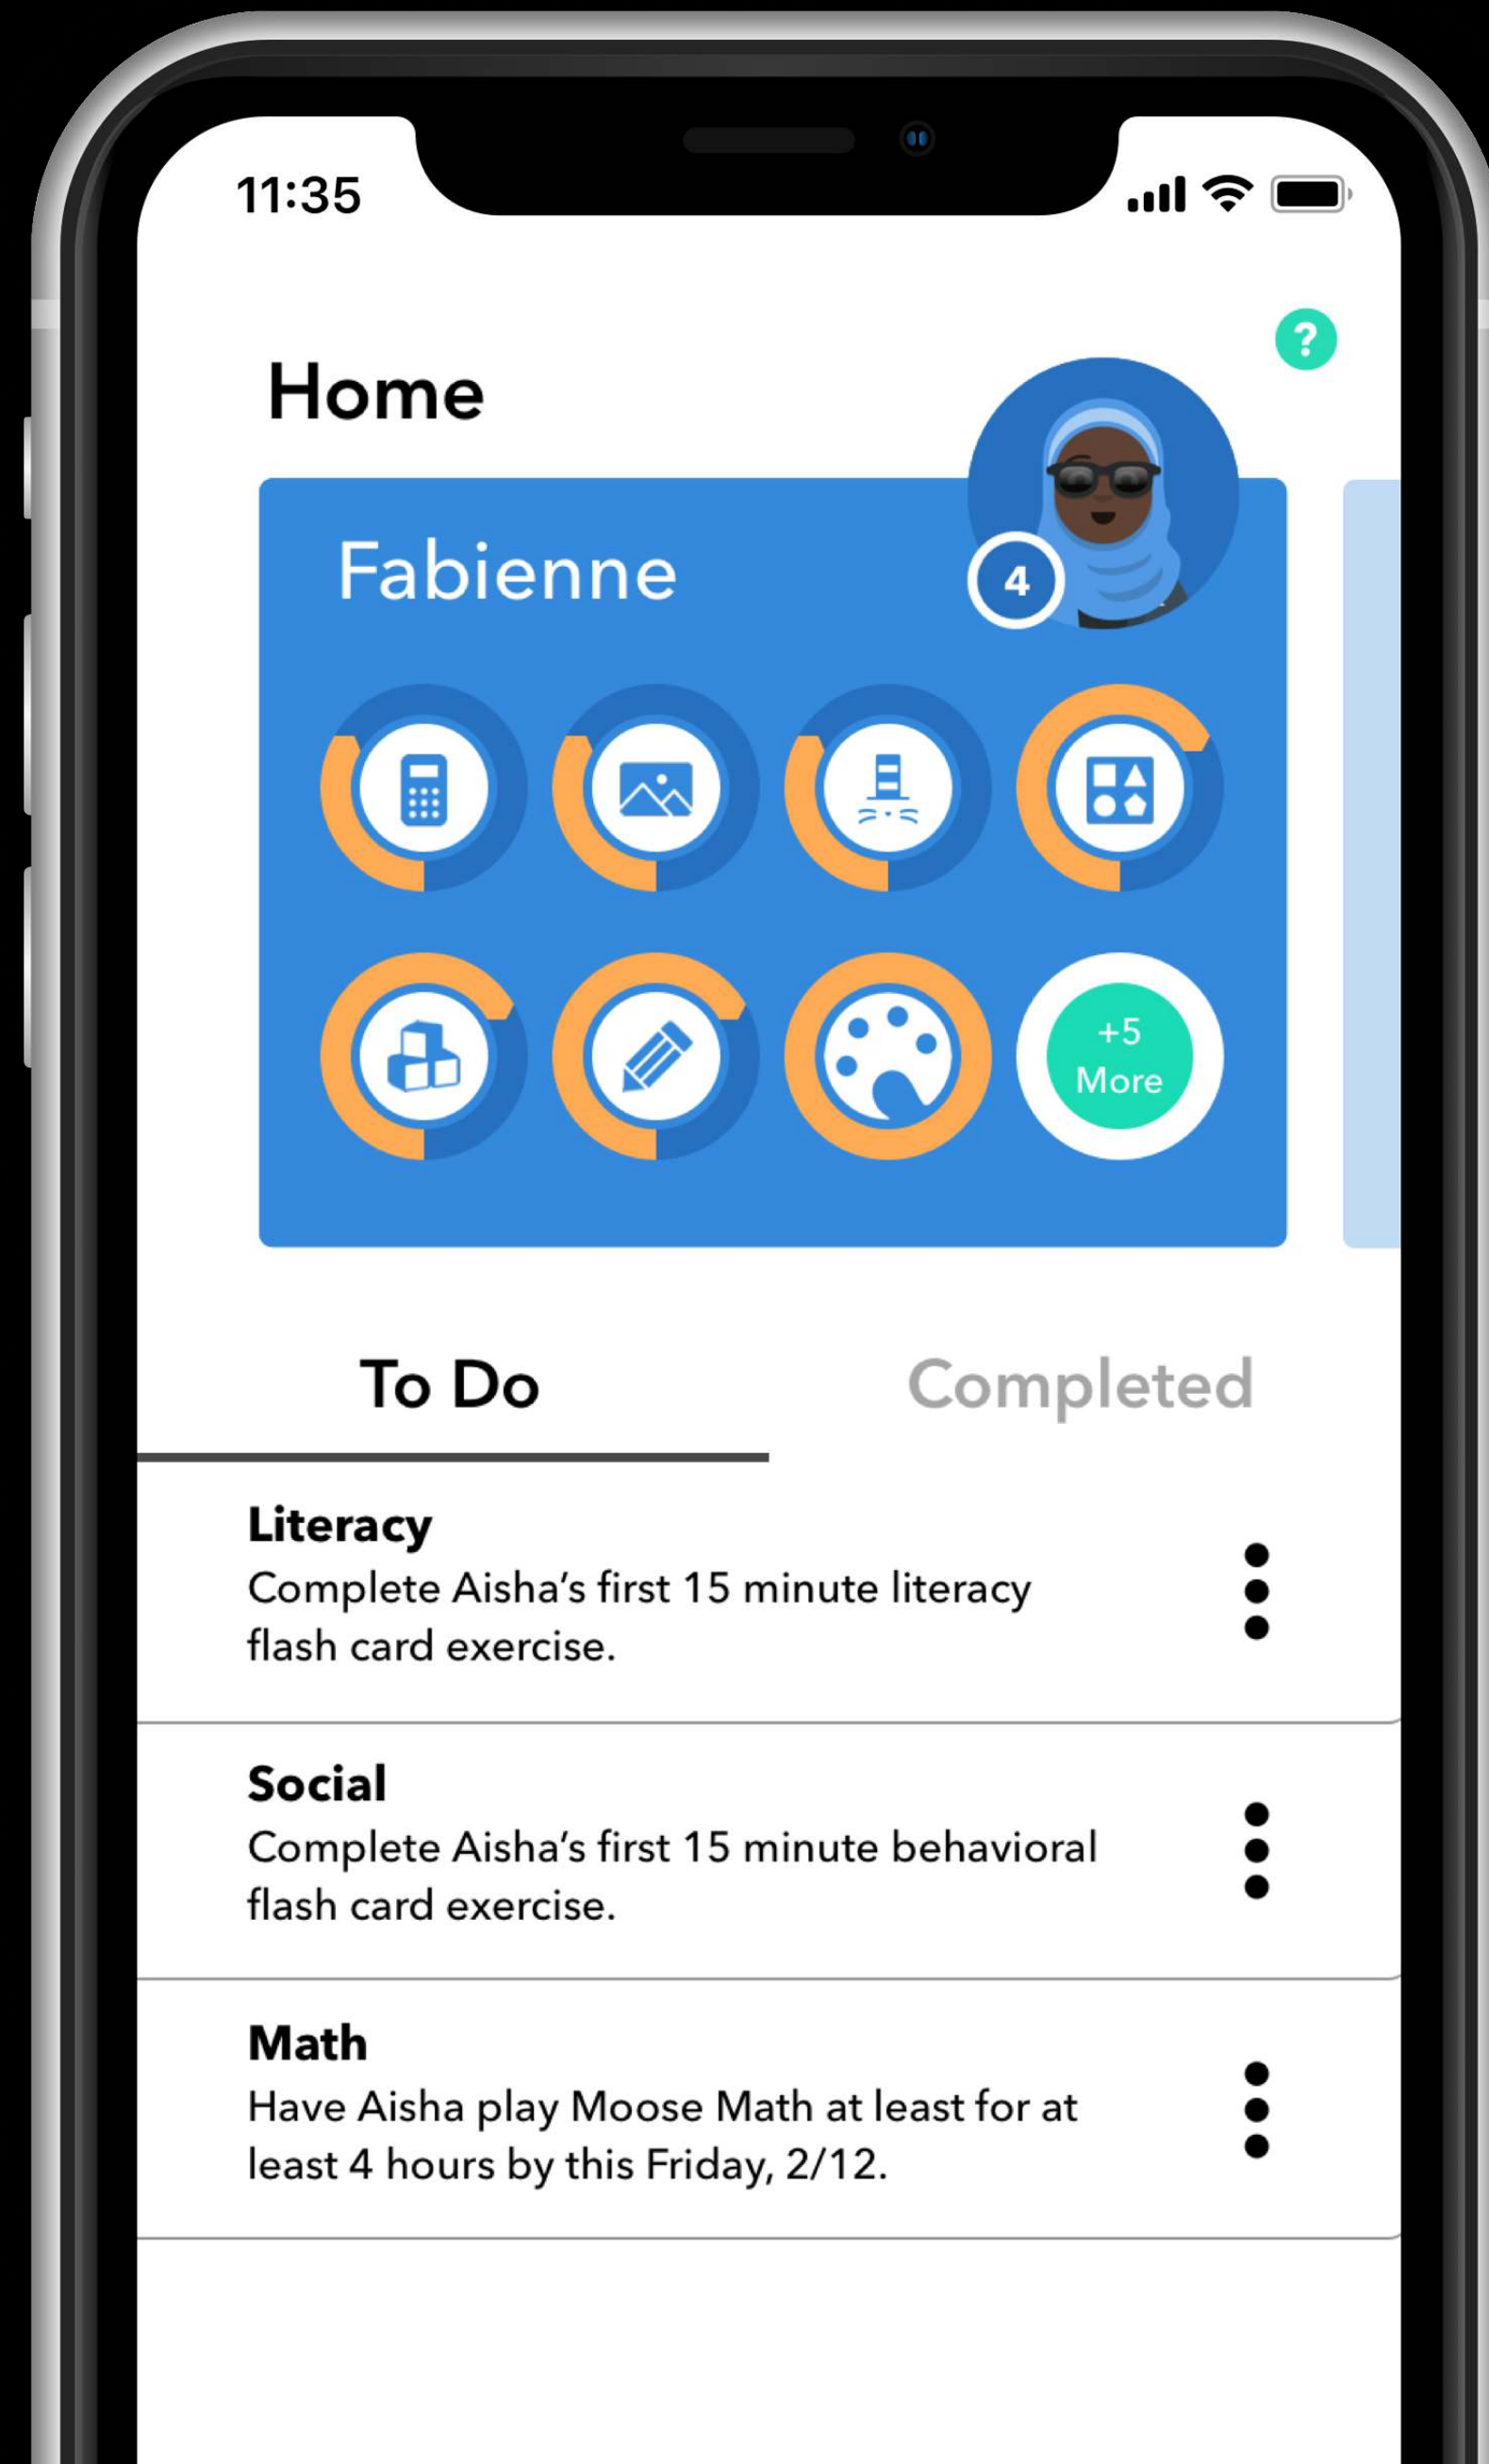 11:35
?
Home
Fabienne
4
+5
More
To Do
Completed
Literacy
Complete Aisha’s first 15 minute literacy
flash card exercise.
Social
Complete Aisha’s first 15 minute behavioral
flash card exercise.
Math
Have Aisha play Moose Math at least for at
least 4 hours by this Friday, 2/12.